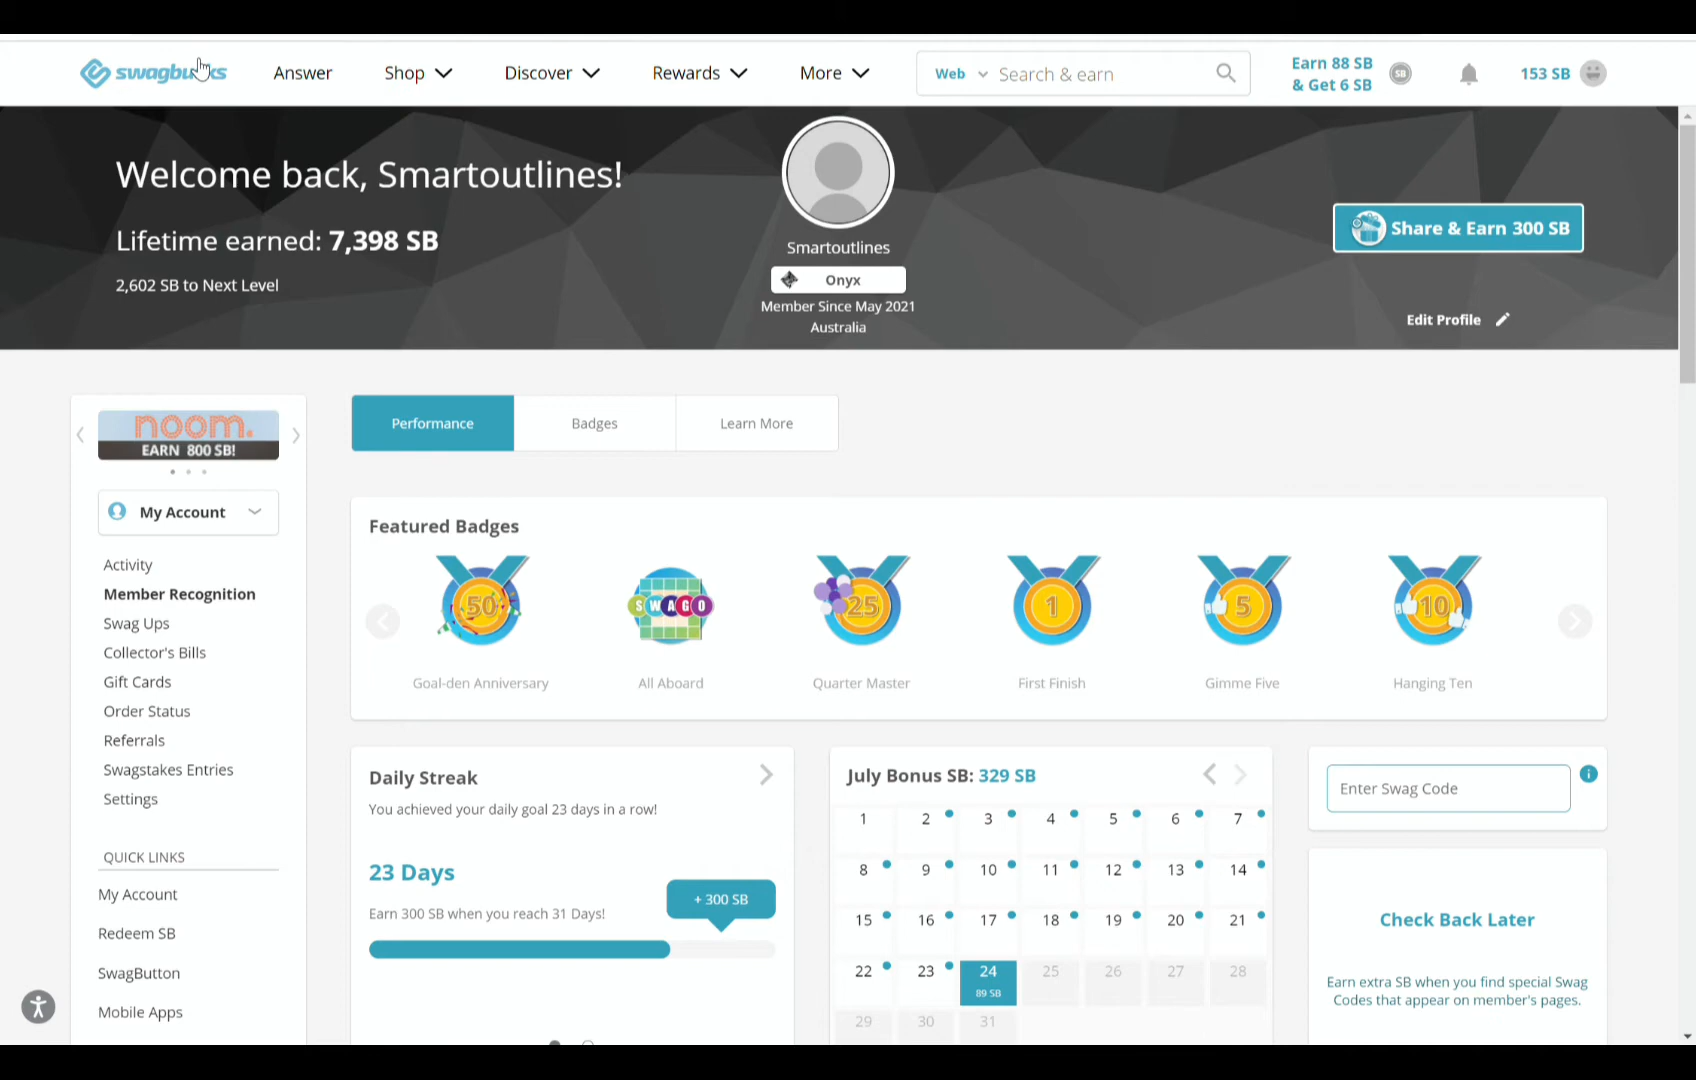 swagbucks
Answer
Shop
Discover
Rewards
More
Web
Search & earn
Earn 88 SB
& Get 6 SB
SB
153 SB
Welcome back, Smartoutlines!
Lifetime earned: 7,398 SB
2,602 SB to Next Level
Smartoutlines
Onyx
Member Since May 2021
Australia
Share & Earn 300 SB
Edit Profile
noom.
EARN 800 SB!
My Account
Activity
Member Recognition
Swag Ups
Collector's Bills
Gift Cards
Order Status
Referrals
Swagstakes Entries
Settings
QUICK LINKS
My Account
Redeem SB
SwagButton
Mobile Apps
Performance
Badges
Learn More
Featured Badges
50
SWAGO
25
1
5
10
Goal-den Anniversary
All Aboard
Quarter Master
First Finish
Gimme Five
Hanging Ten
Daily Streak
You achieved your daily goal 23 days in a row!
23 Days
+ 300 SB
Earn 300 SB when you reach 31 Days!
July Bonus SB: 329 SB
1 2 3 4 5 6 7
8 9 10 11 12 13 14
15 16 17 18 19 20 21
22 23 24 25 26 27 28
89 SB
29 30 31
Enter Swag Code
i
Check Back Later
Earn extra SB when you find special Swag
Codes that appear on member's pages.